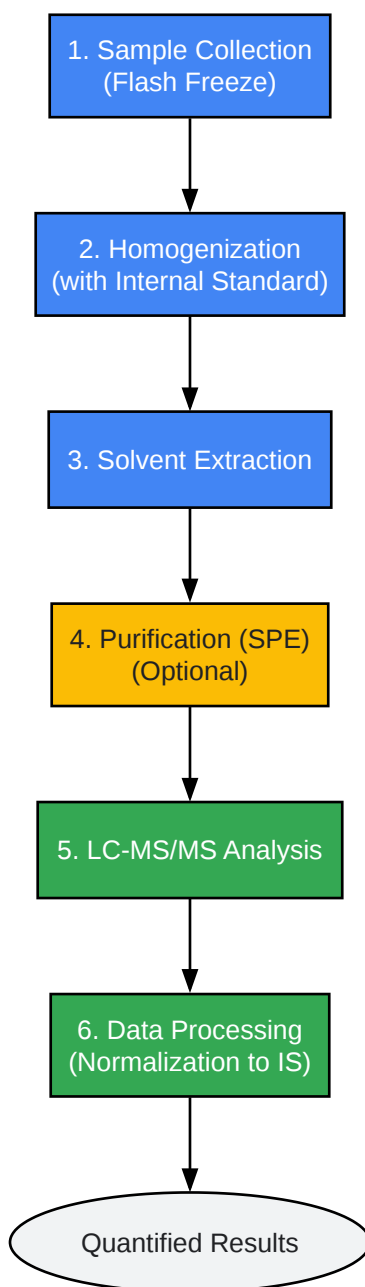 1. Sample Collection
(Flash Freeze)
2. Homogenization
(with Internal Standard)
3. Solvent Extraction
4. Purification (SPE)
(Optional)
5. LC-MS/MS Analysis
6. Data Processing
(Normalization to IS)
Quantified Results